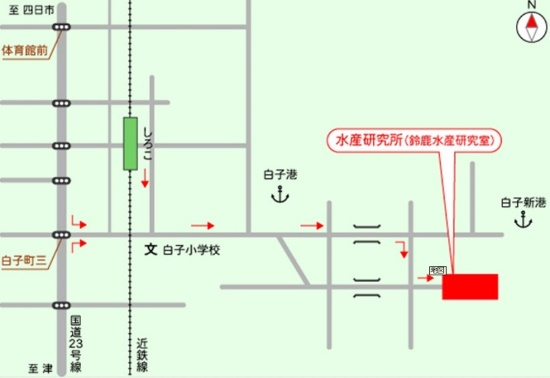 至 四日市
N
体育館前
しろこ
水産研究所(鈴鹿水産研究室)
白子港
白子新港
文 白子小学校
白子町三
地図
国道23号線
近鉄線
至 津